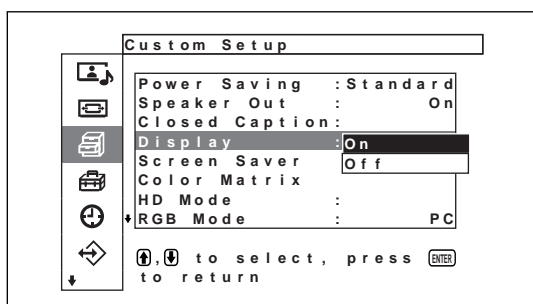 Custom Setup
Power Saving :Standard
Speaker Out : On
Closed Caption:
Display :On
Off
Screen Saver
Color Matrix
HD Mode :
RGB Mode : PC
, to select, press ENTER
to return